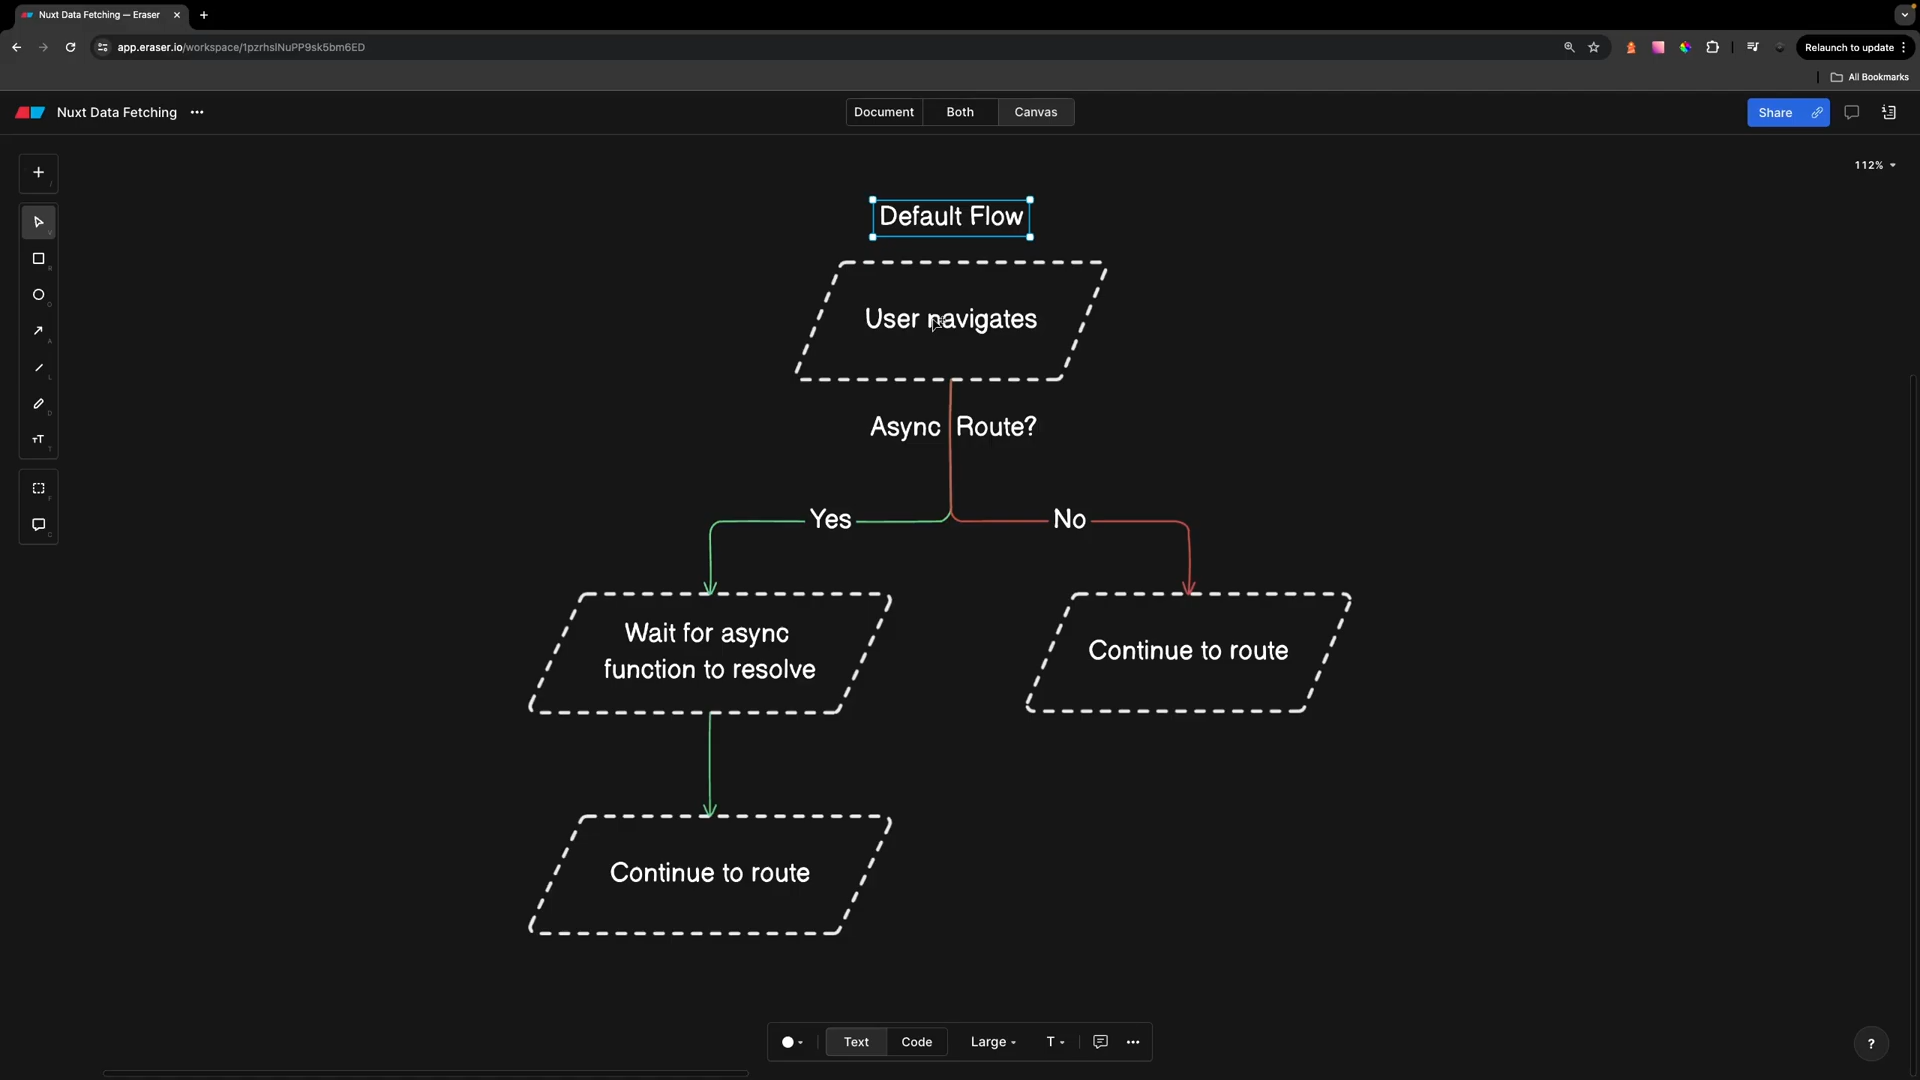 Nuxt Data Fetching — Eraser
app.eraser.io/workspace/1pzrhslNuPP9sk5bm6ED
Relaunch to update
All Bookmarks
Nuxt Data Fetching
Document
Both
Canvas
Share
112%
Default Flow
User navigates
Async Route?
Yes
No
Wait for async
function to resolve
Continue to route
Continue to route
Text
Code
Large
T
?